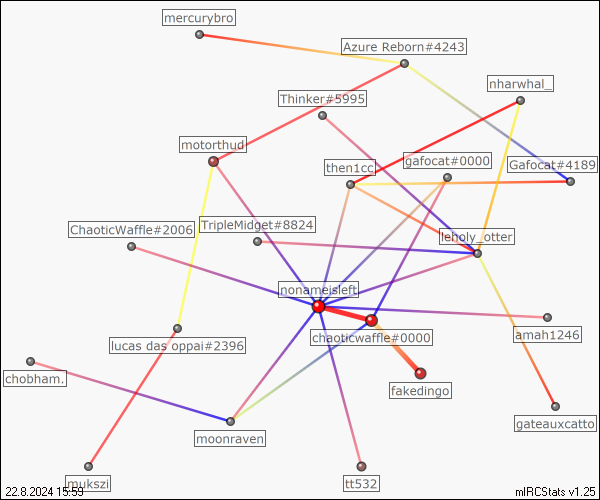 mercurybro
Azure Reborn#4243
nharwhal_
Thinker#5995
motorthud
then1cc
gafocat#0000
Gafocat#4189
ChaoticWaffle#2006
TripleMidget#8824
leholy_otter
nonameisleft
chaoticwaffle#0000
amah1246
lucas das oppai#2396
chobham.
fakedingo
gateauxcatto
moonraven
mukszi
tt532
22.8.2024 15:59
mIRCStats v1.25